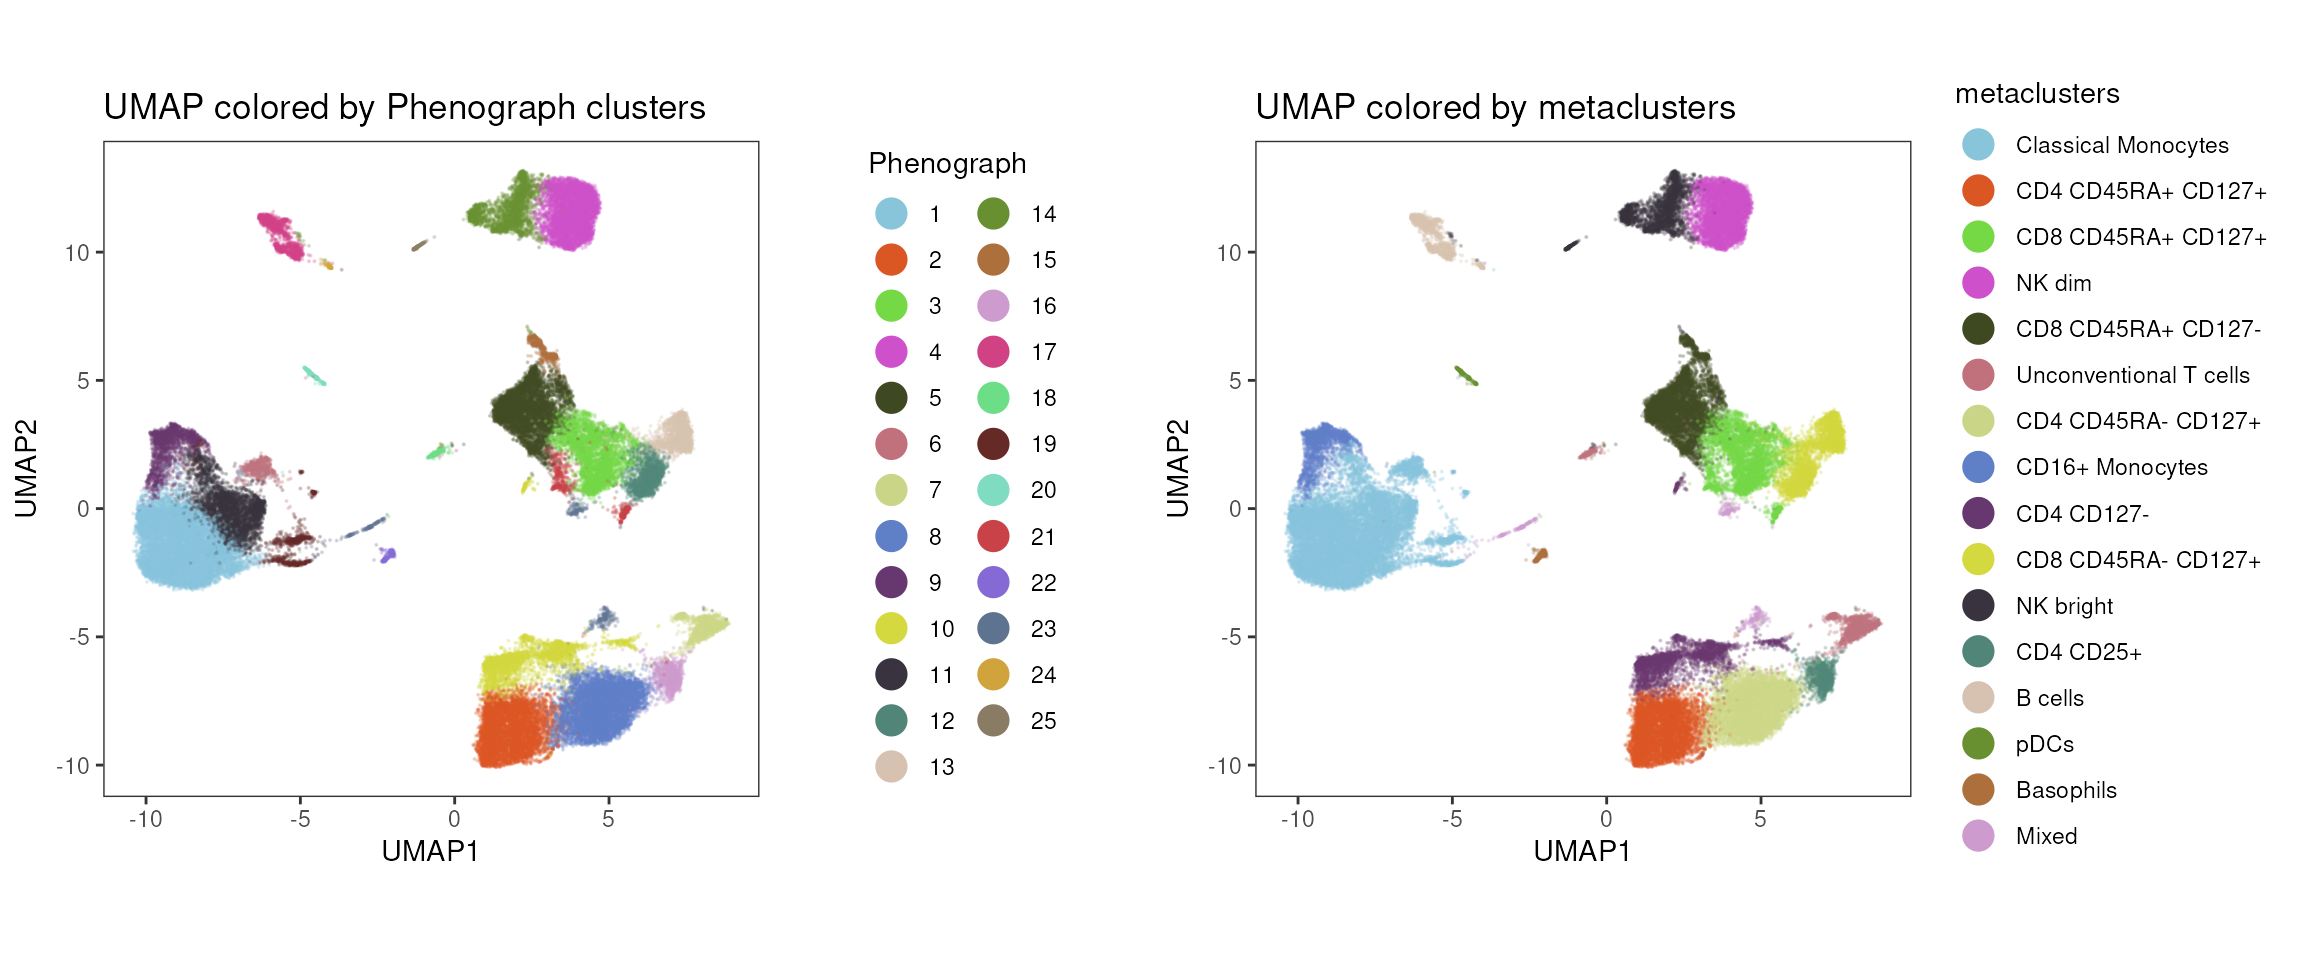 UMAP colored by Phenograph clusters
10
5
0
-5
-10
UMAP2
-10 -5 0 5
UMAP1
Phenograph
1 14
2 15
3 16
4 17
5 18
6 19
7 20
8 21
9 22
10 23
11 24
12 25
13
UMAP colored by metaclusters
10
5
0
-5
-10
UMAP2
-10 -5 0 5
UMAP1
metaclusters
Classical Monocytes
CD4 CD45RA+ CD127+
CD8 CD45RA+ CD127+
NK dim
CD8 CD45RA+ CD127-
Unconventional T cells
CD4 CD45RA- CD127+
CD16+ Monocytes
CD4 CD127-
CD8 CD45RA- CD127+
NK bright
CD4 CD25+
B cells
pDCs
Basophils
Mixed